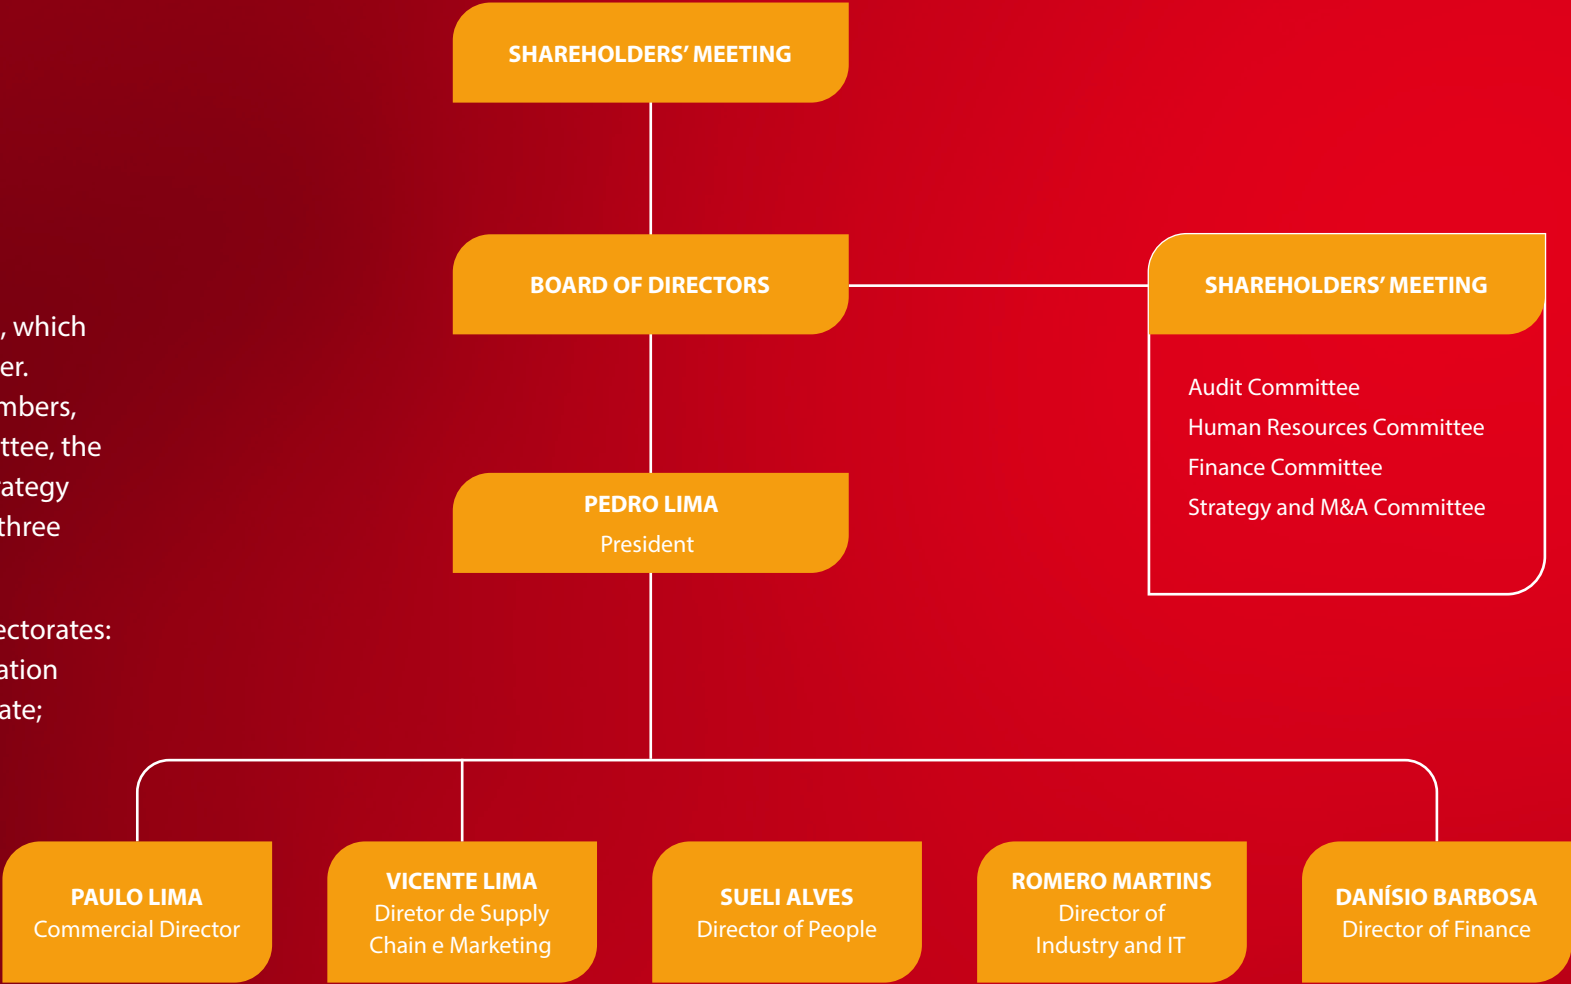 SHAREHOLDERS' MEETING
BOARD OF DIRECTORS
SHAREHOLDERS' MEETING
Audit Committee
Human Resources Committee
Finance Committee
Strategy and M&A Committee
PEDRO LIMA
President
, which
er.
mbers,
ttee, the
rategy
three
ectorates:
ation
ate;
PAULO LIMA
Commercial Director
VICENTE LIMA
Diretor de Supply
Chain e Marketing
SUELI ALVES
Director of People
ROMERO MARTINS
Director of
Industry and IT
DANÍSIO BARBOSA
Director of Finance